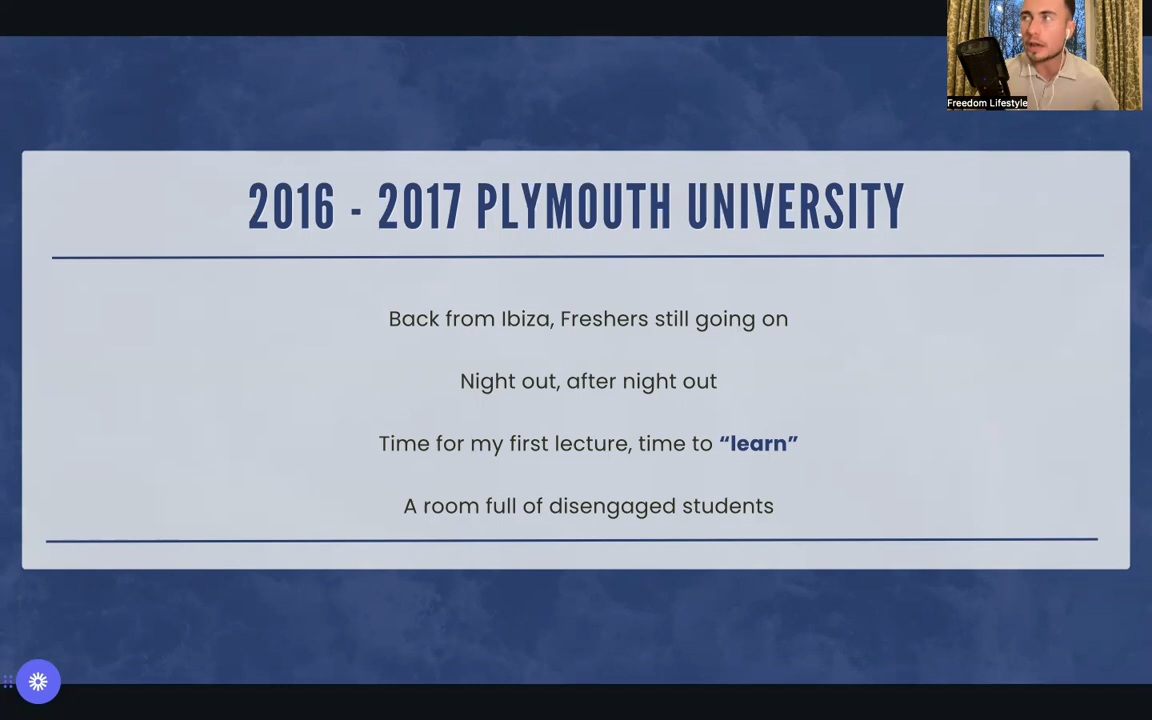 Freedom Lifestyle
2016 - 2017 PLYMOUTH UNIVERSITY
Back from Ibiza, Freshers still going on
Night out, after night out
Time for my first lecture, time to “learn”
A room full of disengaged students